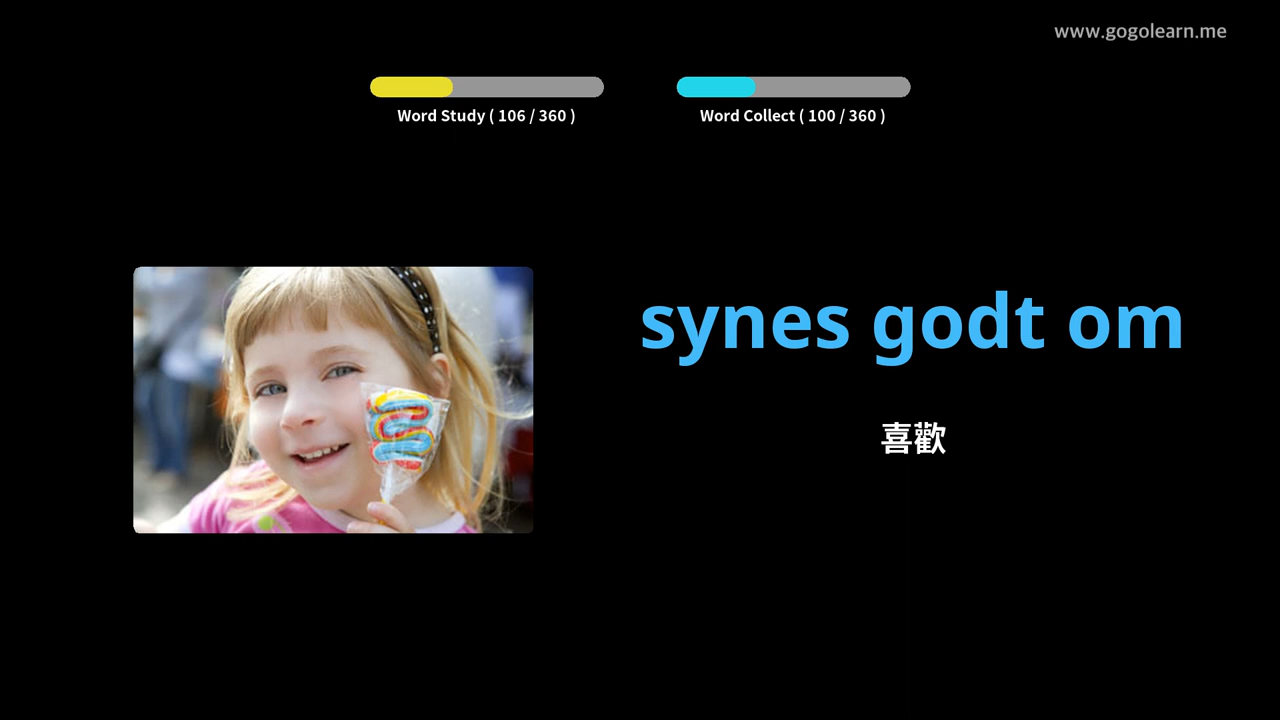 www.gogolearn.me
Word Study ( 106 / 360 )
Word Collect ( 100 / 360 )
synes godt om
喜歡